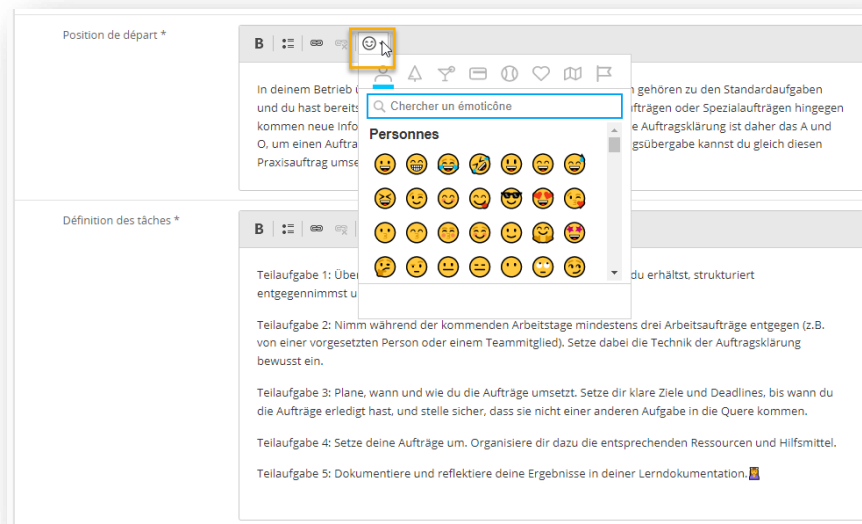 Position de départ *
B
In deinem Betrieb gehören zu den Standardaufgaben
und du hast bereits ufträgen oder Spezialaufträgen hingegen
kommen neue Info e Auftragsklärung ist daher das A und
O, um einen Auftra gsübergabe kannst du gleich diesen
Praxisauftrag umse
Chercher un émoticône
Personnes
Définition des tâches *
B
Teilaufgabe 1: Über du erhältst, strukturiert
entgegennimmst u
Teilaufgabe 2: Nimm während der kommenden Arbeitstage mindestens drei Arbeitsaufträge entgegen (z.B.
von einer vorgesetzten Person oder einem Teammitglied). Setze dabei die Technik der Auftragsklärung
bewusst ein.
Teilaufgabe 3: Plane, wann und wie du die Aufträge umsetzt. Setze dir klare Ziele und Deadlines, bis wann du
die Aufträge erledigt hast, und stelle sicher, dass sie nicht einer anderen Aufgabe in die Quere kommen.
Teilaufgabe 4: Setze deine Aufträge um. Organisiere dir dazu die entsprechenden Ressourcen und Hilfsmittel.
Teilaufgabe 5: Dokumentiere und reflektiere deine Ergebnisse in deiner Lerndokumentation.